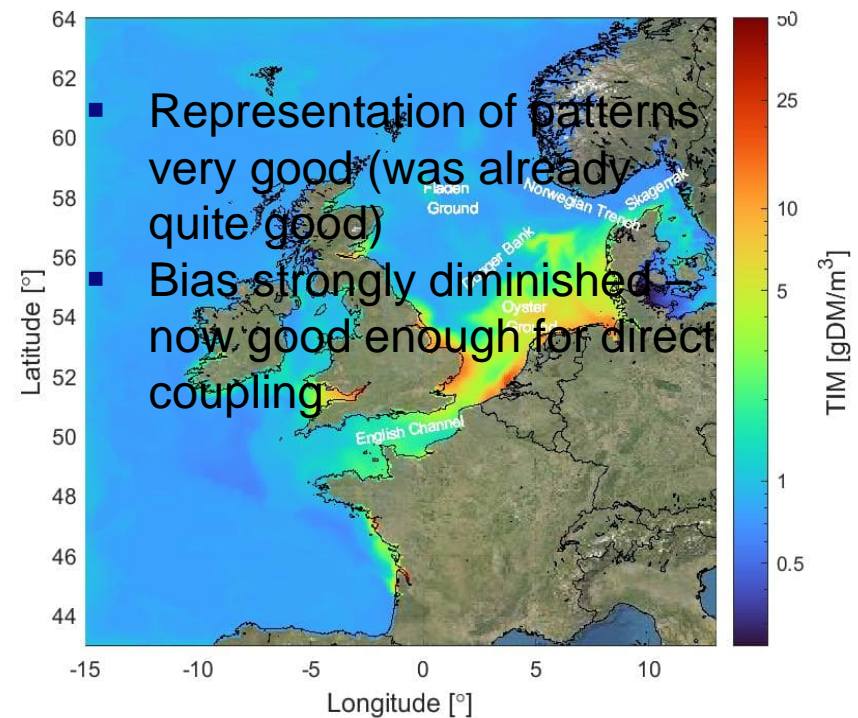 64
62
60
58
56
54
52
50
48
46
44
Latitude [°]
▪ Representation of patterns
very good (was already
quite good)
▪ Bias strongly diminished –
now good enough for direct
coupling
Fladen
Ground
Norwegian Trench
Skagerrak
Dogger Bank
Oyster
Ground
English Channel
-15 -10 -5 0 5 10
Longitude [°]
50
25
10
5
1
0.5
TIM [gDM/m³]